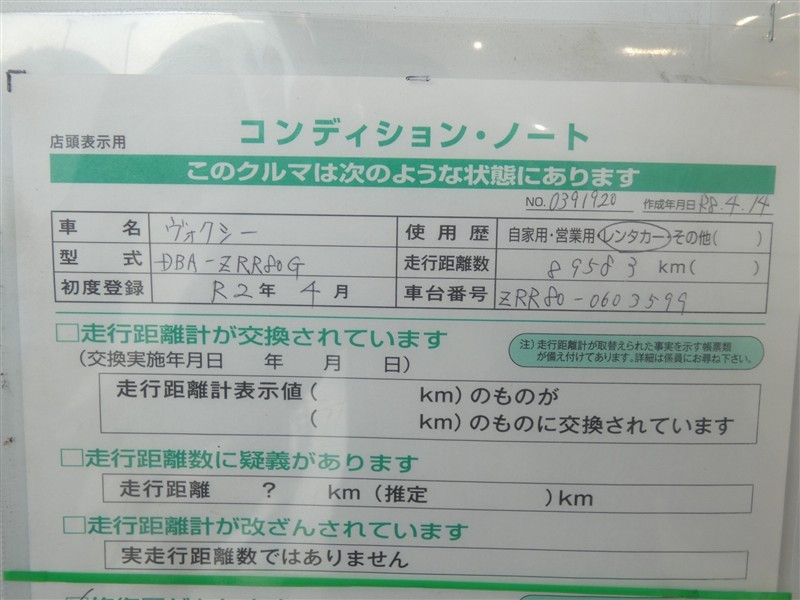 店頭表示用
コンディション・ノート
このクルマは次のような状態にあります
NO. 0391920 作成年月日 R8.4.14
車名 ヴォクシー 使用歴 自家用・営業用・レンタカー・その他( )
型式 DBA-ZRR80G 走行距離数 89583 km( )
初度登録 R2年 4月 車台番号 ZRR80-0603599
□走行距離計が交換されています
(交換実施年月日 年 月 日)
注)走行距離計が取替えられた事実を示す帳票類
が備え付けてあります。詳細は係員にお尋ね下さい。
走行距離計表示値( km)のものが
( km)のものに交換されています
□走行距離数に疑義があります
走行距離 ? km(推定 )km
□走行距離計が改ざんされています
実走行距離数ではありません